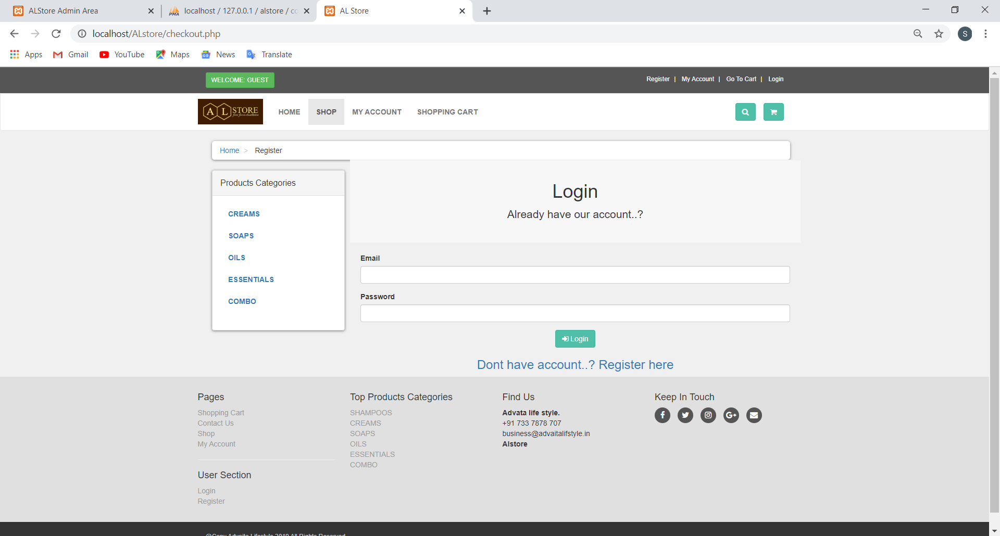 ALStore Admin Area
localhost / 127.0.0.1 / alstore / co
AL Store
localhost/ALstore/checkout.php
S
Apps
Gmail
YouTube
Maps
News
Translate
WELCOME: GUEST
Register | My Account | Go To Cart | Login
A L STORE
HOME
SHOP
MY ACCOUNT
SHOPPING CART
Home > Register
Products Categories
CREAMS
SOAPS
OILS
ESSENTIALS
COMBO
Login
Already have our account..?
Email
Password
Login
Dont have account..? Register here
Pages
Shopping Cart
Contact Us
Shop
My Account
User Section
Login
Register
Top Products Categories
SHAMPOOS
CREAMS
SOAPS
OILS
ESSENTIALS
COMBO
Find Us
Advata life style.
+91 733 7878 707
business@advaitalifstyle.in
Alstore
Keep In Touch
@Copy Advaita Lifestyle 2019 All Rights Reserved